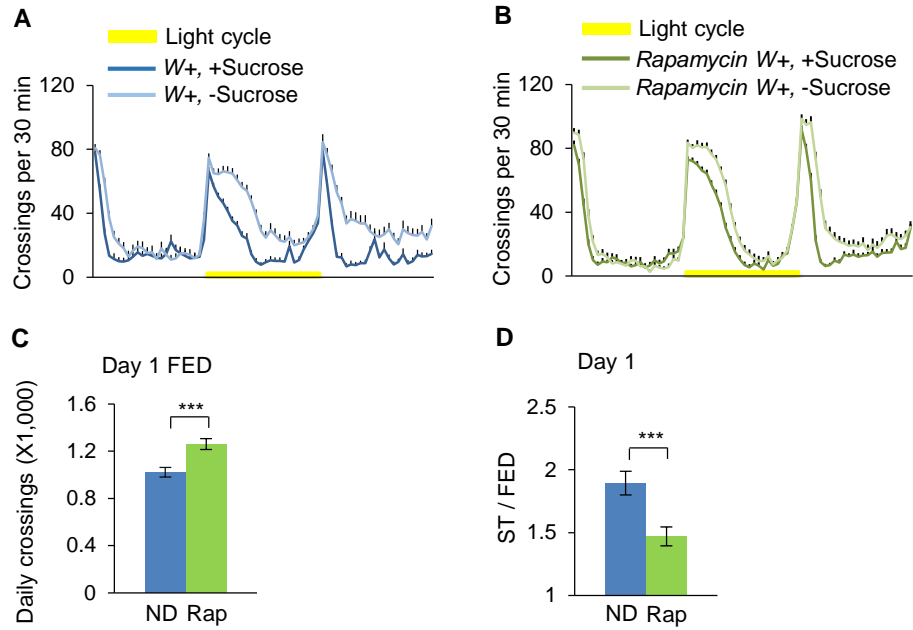 A
Light cycle
W+, +Sucrose
W+, -Sucrose
Crossings per 30 min
120
80
40
0
B
Light cycle
Rapamycin W+, +Sucrose
Rapamycin W+, -Sucrose
Crossings per 30 min
120
80
40
0
C
Day 1 FED
Daily crossings (X1,000)
1.6
1.2
0.8
0.4
0
***
ND Rap
D
Day 1
ST / FED
2.5
2
1.5
1
***
ND Rap